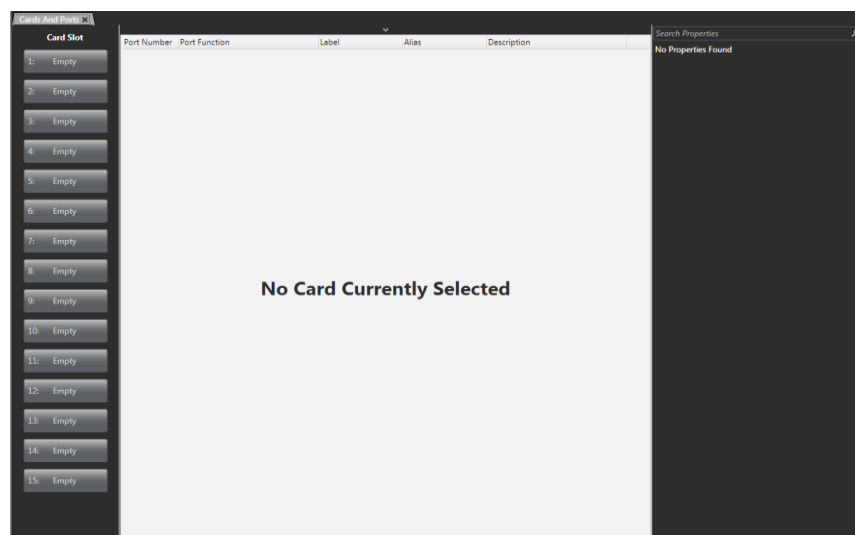 Cards And Ports
Card Slot
1: Empty
2: Empty
3: Empty
4: Empty
5: Empty
6: Empty
7: Empty
8: Empty
9: Empty
10: Empty
11: Empty
12: Empty
13: Empty
14: Empty
15: Empty
Port Number Port Function Label Alias Description
No Card Currently Selected
Search Properties
No Properties Found